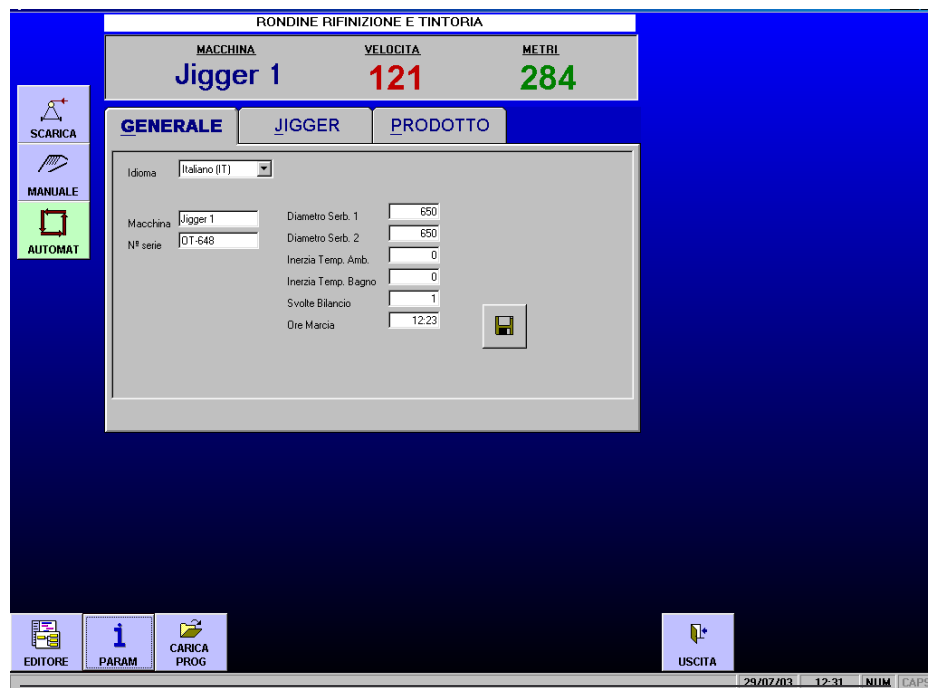 RONDINE RIFINIZIONE E TINTORIA
MACCHINA VELOCITA METRI
Jigger 1 121 284
SCARICA
MANUALE
AUTOMAT
GENERALE JIGGER PRODOTTO
Idioma Italiano (IT)
Macchina Jigger 1 Diametro Serb. 1 650
Nª serie OT-648 Diametro Serb. 2 650
Inerzia Temp. Amb. 0
Inerzia Temp. Bagno 0
Svolte Bilancio 1
Ore Marcia 12:23
EDITORE
i
PARAM
CARICA
PROG
USCITA
29/07/03 12:31 NUM CAPS